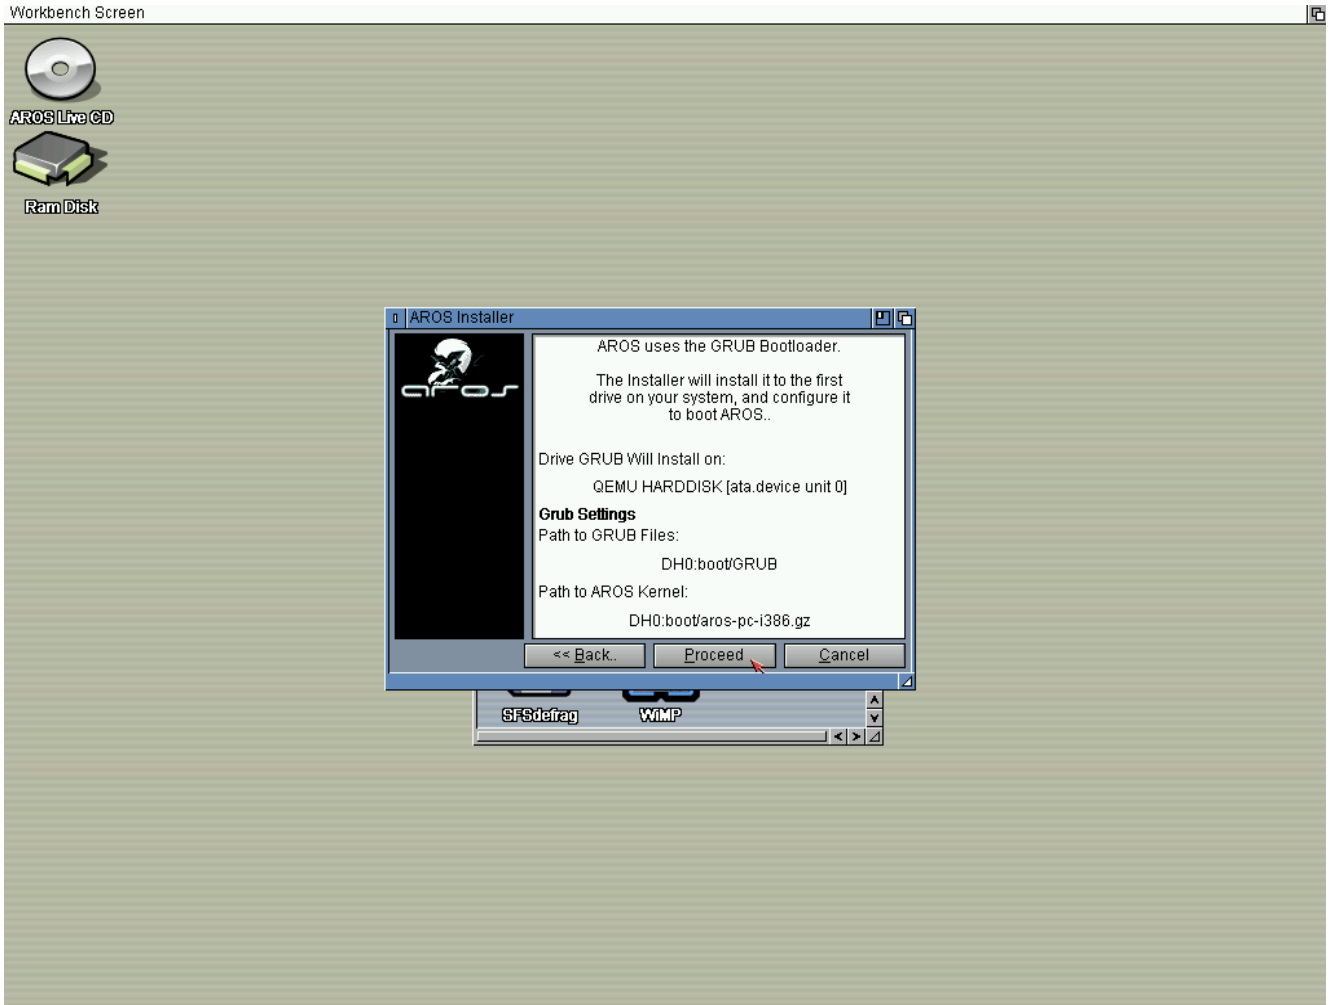 Workbench Screen
AROS Live CD
Ram Disk
AROS Installer
aros
AROS uses the GRUB Bootloader.
The Installer will install it to the first
drive on your system, and configure it
to boot AROS..
Drive GRUB Will Install on:
QEMU HARDDISK [ata.device unit 0]
Grub Settings
Path to GRUB Files:
DH0:boot/GRUB
Path to AROS Kernel:
DH0:boot/aros-pc-i386.gz
<< Back.. Proceed Cancel
SFSdefrag WiMP